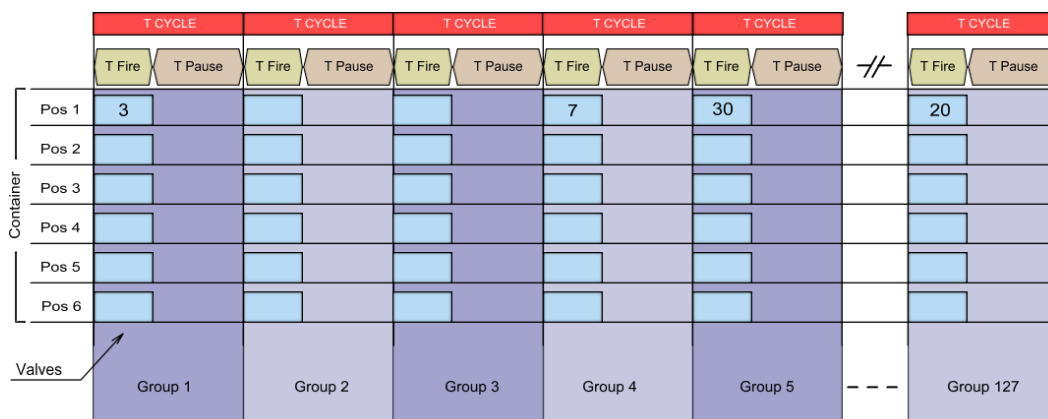 T CYCLE T CYCLE T CYCLE T CYCLE T CYCLE T CYCLE
T Fire T Pause T Fire T Pause T Fire T Pause T Fire T Pause T Fire T Pause T Fire T Pause
Container
Pos 1 3 7 30 20
Pos 2
Pos 3
Pos 4
Pos 5
Pos 6
Valves
Group 1 Group 2 Group 3 Group 4 Group 5 Group 127